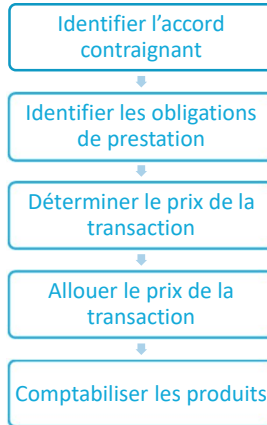 Identifier l’accord
contraignant
Identifier les obligations
de prestation
Déterminer le prix de la
transaction
Allouer le prix de la
transaction
Comptabiliser les produits